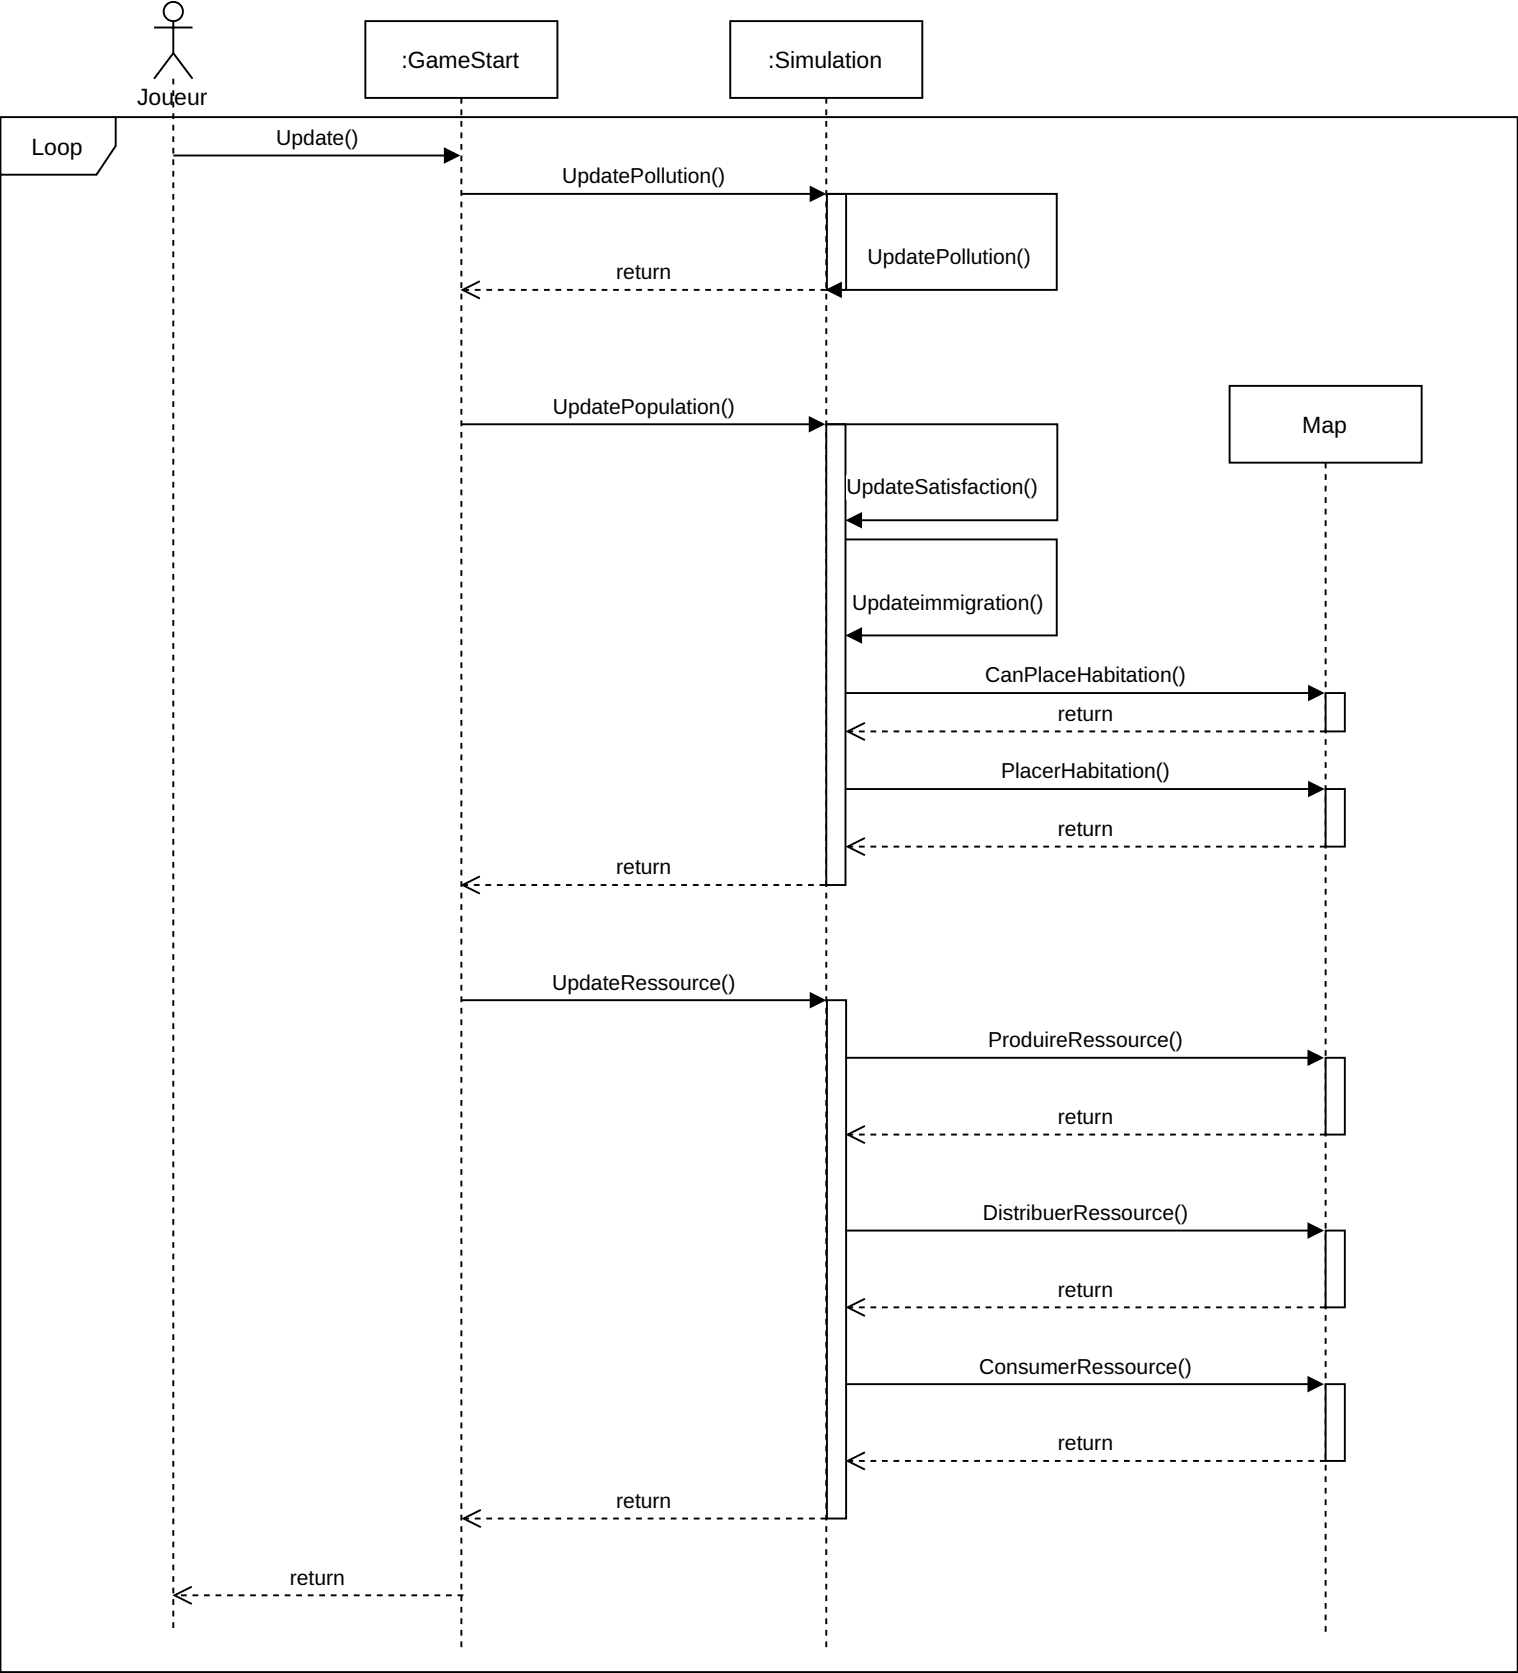 Joueur
:GameStart
:Simulation
Loop
Update()
UpdatePollution()
UpdatePollution()
return
UpdatePopulation()
Map
UpdateSatisfaction()
Updateimmigration()
CanPlaceHabitation()
return
PlacerHabitation()
return
return
UpdateRessource()
ProduireRessource()
return
DistribuerRessource()
return
ConsumerRessource()
return
return
return